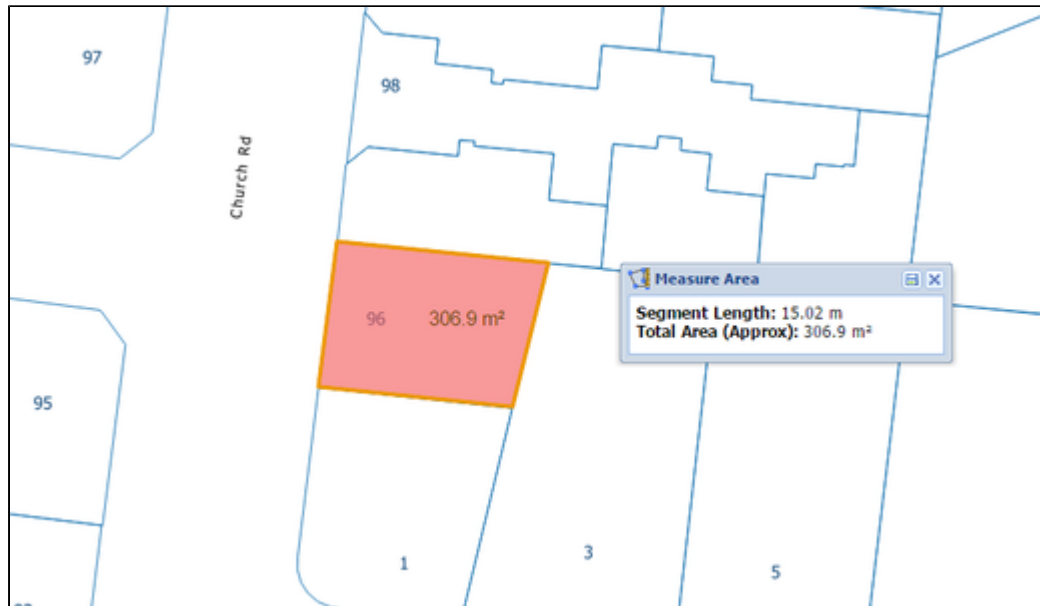 97
98
Church Rd
96 306.9 m²
Measure Area
Segment Length: 15.02 m
Total Area (Approx): 306.9 m²
95
1
3
5